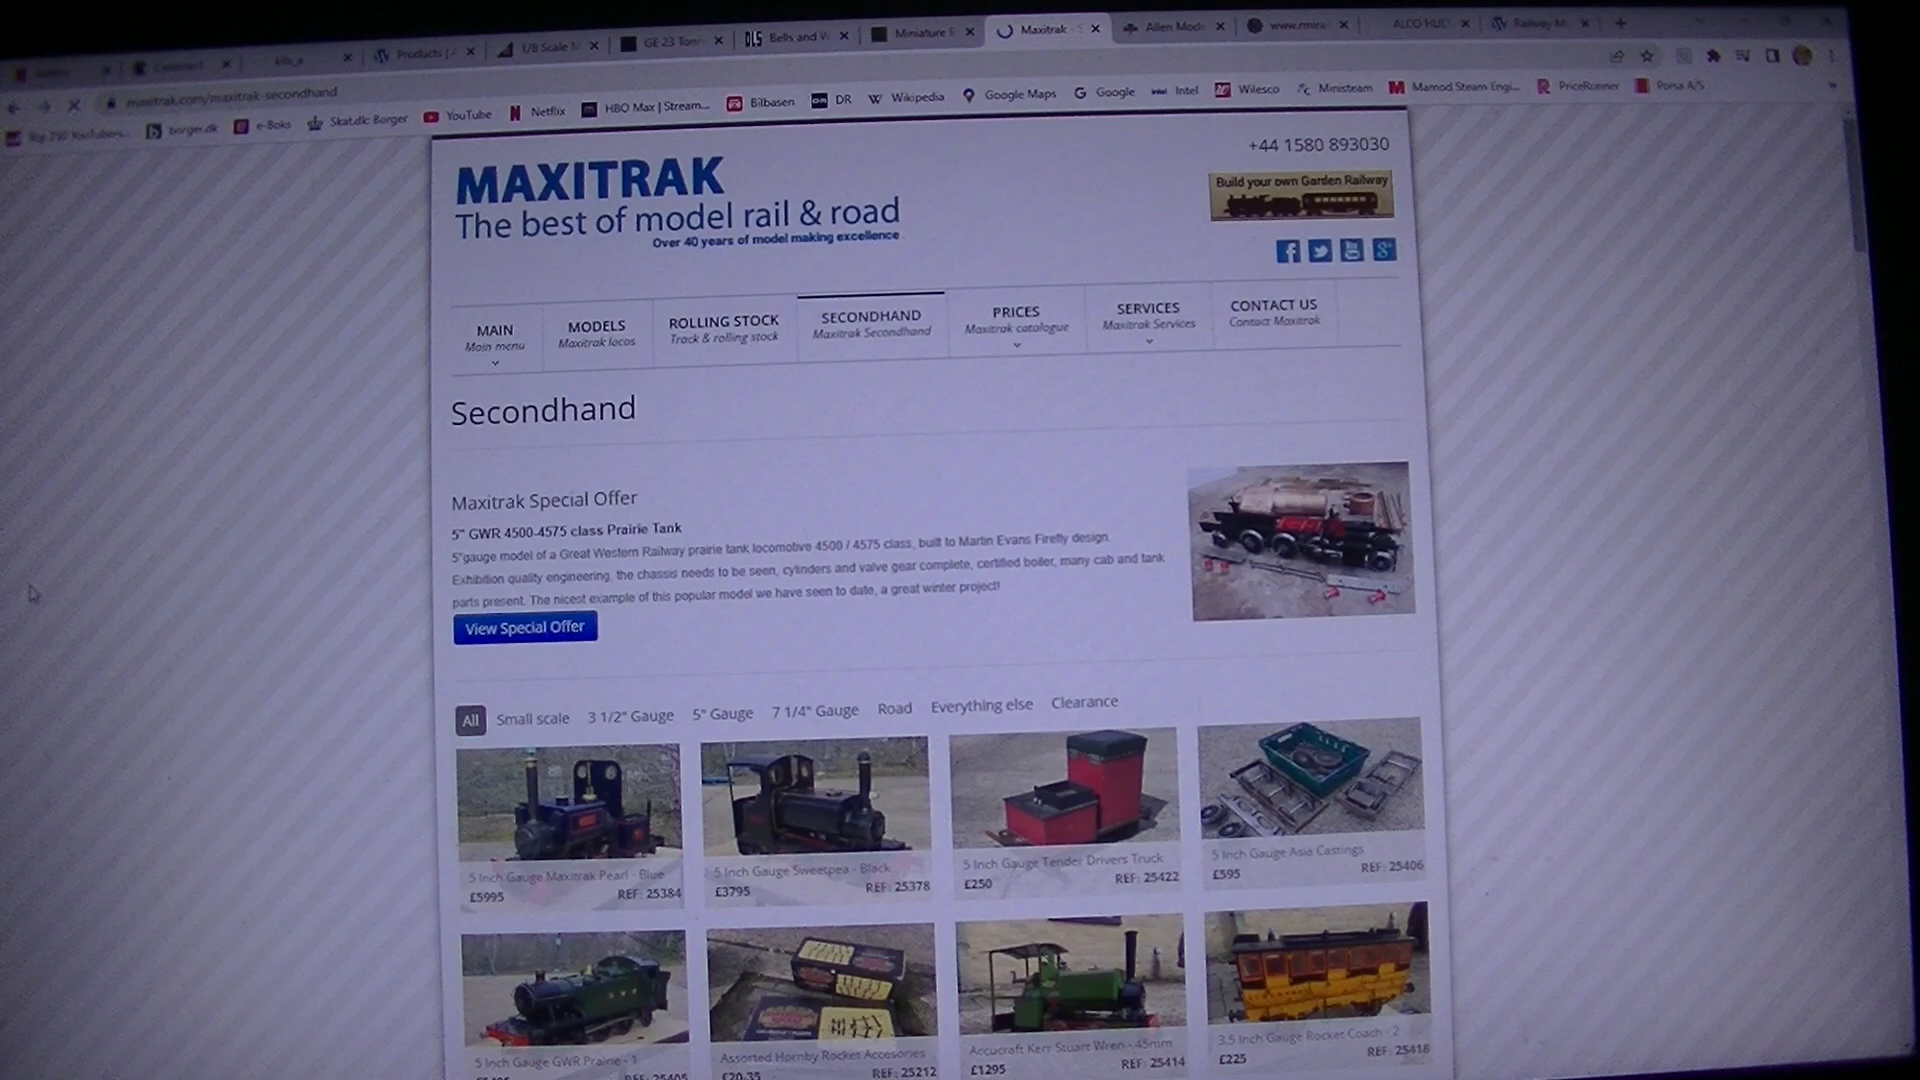 Products |
1/8 Scale
GE 23 Ton
DLS Bells and
Miniature
Maxitrak - S
Allen Mod
www.rmira
ALCO HUD
Railway M
maxitrak.com/maxitrak-secondhand
borger.dk
e-Boks
Skat.dk: Borger
YouTube
Netflix
HBO Max | Stream...
Bilbasen
DR
Wikipedia
Google Maps
Google
Intel
Wilesco
Ministeam
Mamod Steam Engi...
PriceRunner
Porsa A/S
MAXITRAK
The best of model rail & road
Over 40 years of model making excellence
+44 1580 893030
Build your own Garden Railway
MAIN
Main menu
MODELS
Maxitrak locos
ROLLING STOCK
Track & rolling stock
SECONDHAND
Maxitrak Secondhand
PRICES
Maxitrak catalogue
SERVICES
Maxitrak Services
CONTACT US
Contact Maxitrak
Secondhand
Maxitrak Special Offer
5" GWR 4500-4575 class Prairie Tank
5"gauge model of a Great Western Railway prairie tank locomotive 4500 / 4575 class, built to Martin Evans Firefly design.
Exhibition quality engineering, the chassis needs to be seen, cylinders and valve gear complete, certified boiler, many cab and tank
parts present. The nicest example of this popular model we have seen to date, a great winter project!
View Special Offer
All Small scale 3 1/2" Gauge 5" Gauge 7 1/4" Gauge Road Everything else Clearance
5 Inch Gauge Maxitrak Pearl - Blue
£5995 REF: 25384
5 Inch Gauge Sweetpea - Black
£3795 REF: 25378
5 Inch Gauge Tender Drivers Truck
£250 REF: 25422
5 Inch Gauge Asia Castings
£595 REF: 25406
5 Inch Gauge GWR Prairie - 1
REF: 25405
Assorted Hornby Rocket Accesories
£20.35 REF: 25212
Accucraft Kerr Stuart Wren - 45mm
£1295 REF: 25414
3.5 Inch Gauge Rocket Coach - 2
£225 REF: 25418